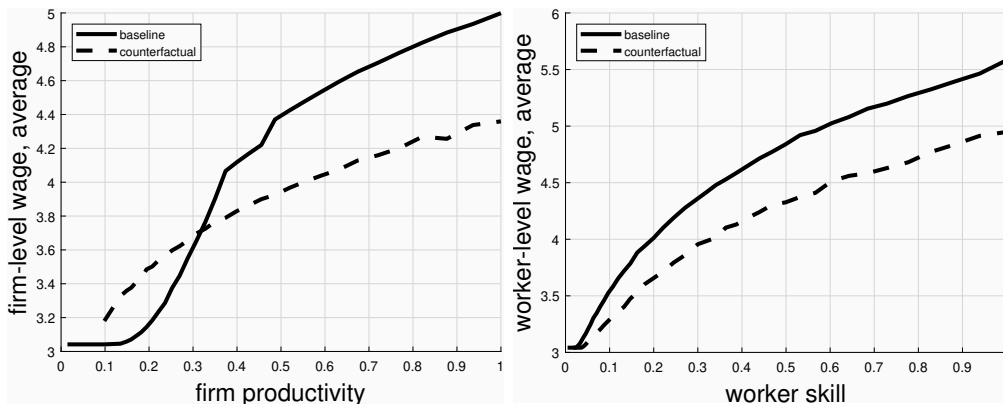 firm-level wage, average
5
4.8
4.6
4.4
4.2
4
3.8
3.6
3.4
3.2
3
baseline
counterfactual
0 0.1 0.2 0.3 0.4 0.5 0.6 0.7 0.8 0.9 1
firm productivity
worker-level wage, average
6
5.5
5
4.5
4
3.5
3
baseline
counterfactual
0 0.1 0.2 0.3 0.4 0.5 0.6 0.7 0.8 0.9
worker skill